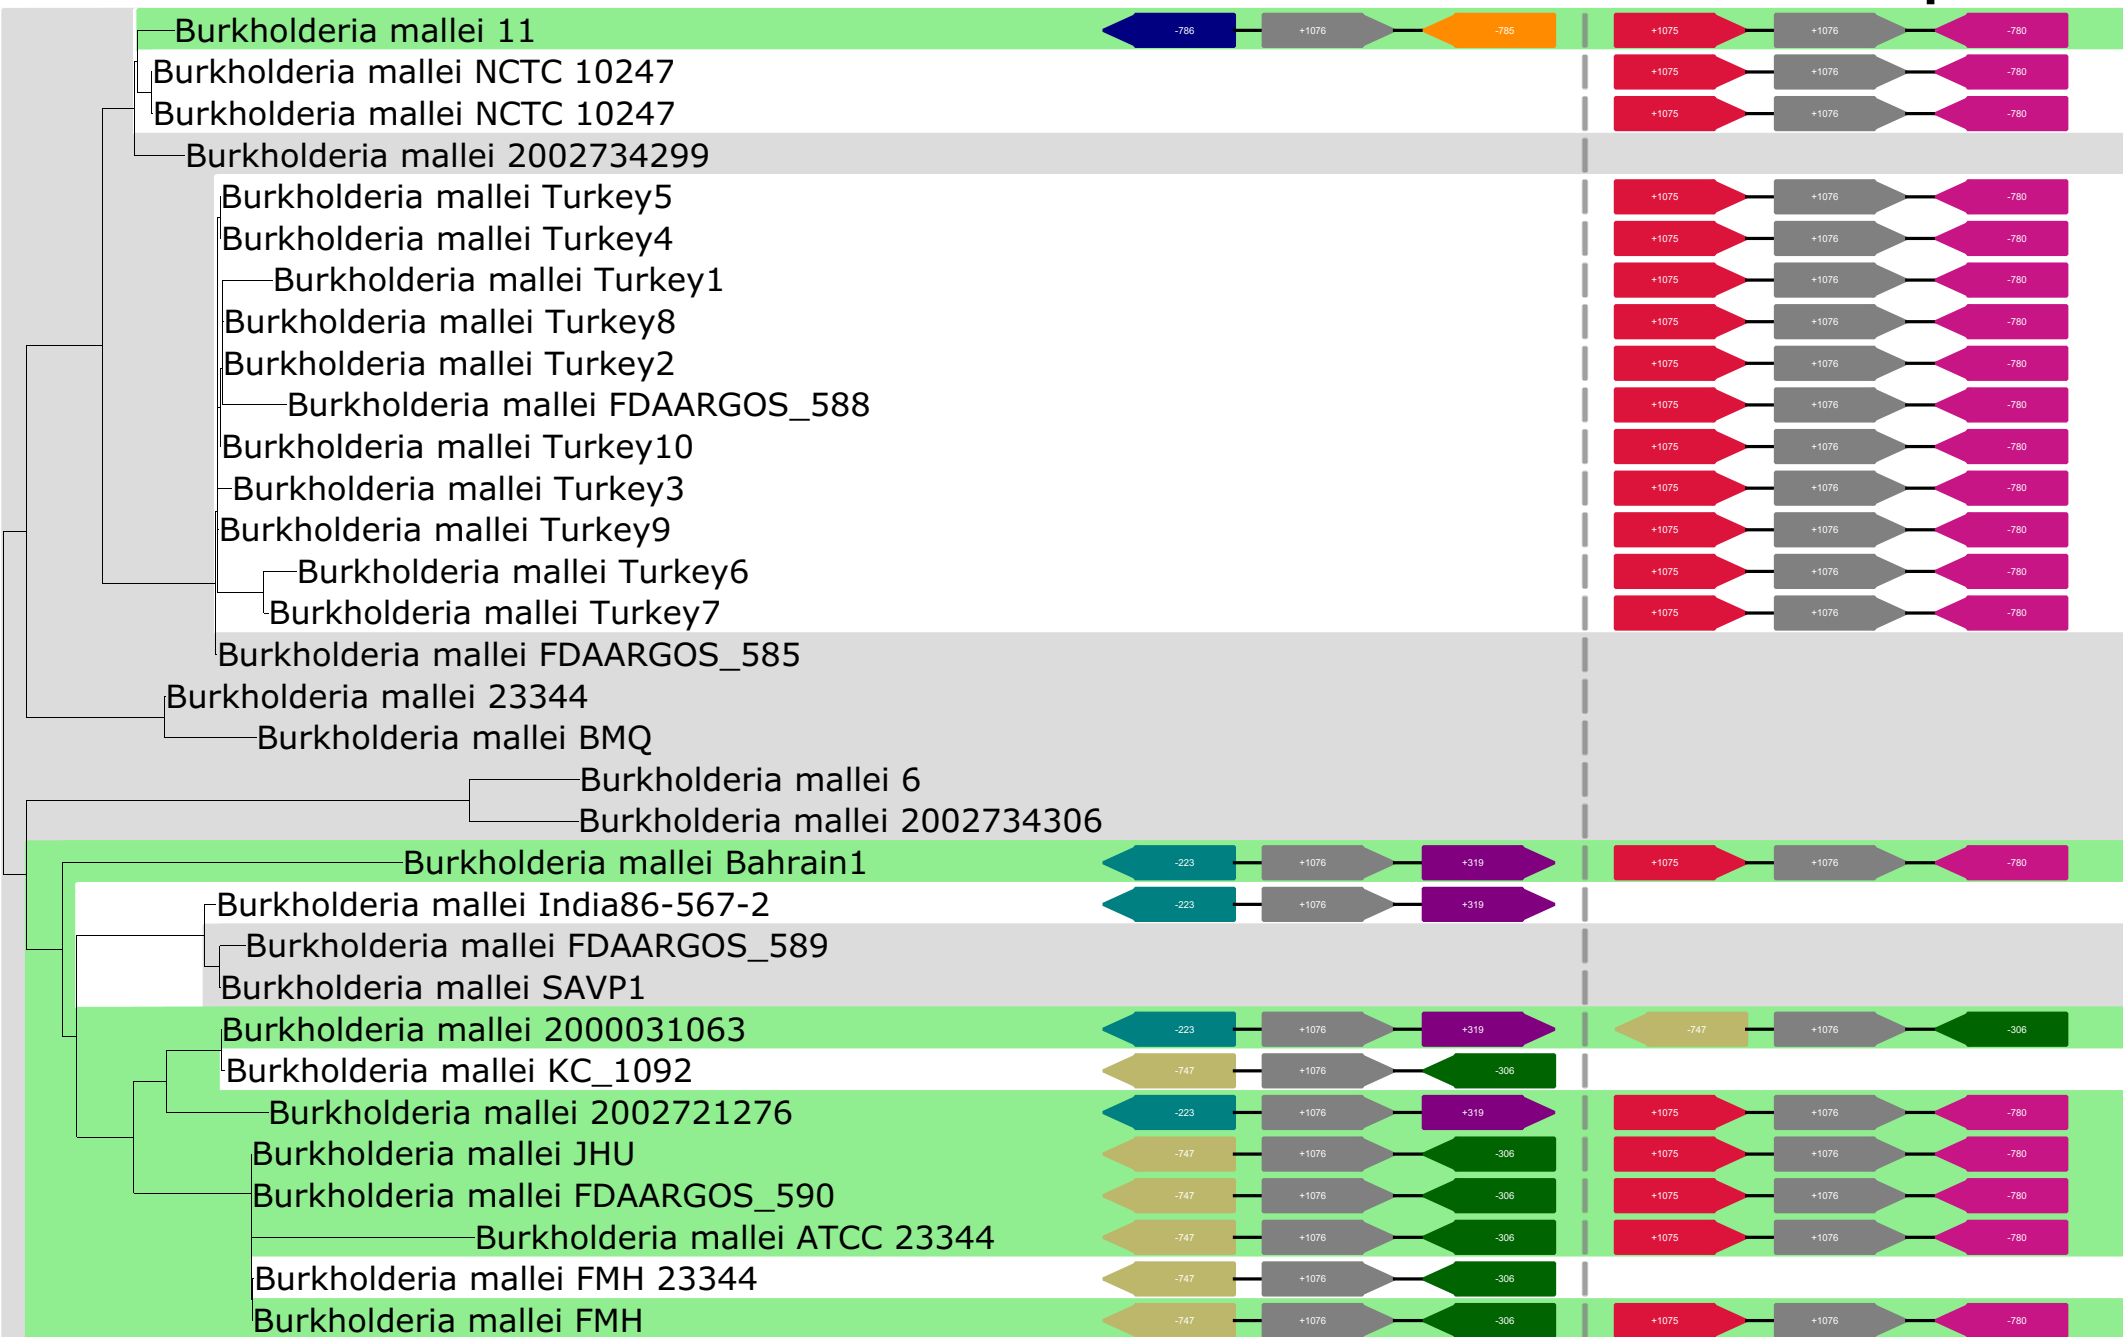 Burkholderia mallei 11 -786 +1076 -785 +1075 +1076 -780
Burkholderia mallei NCTC 10247 +1075 +1076 -780
Burkholderia mallei NCTC 10247 +1075 +1076 -780
Burkholderia mallei 2002734299
Burkholderia mallei Turkey5 +1075 +1076 -780
Burkholderia mallei Turkey4 +1075 +1076 -780
Burkholderia mallei Turkey1 +1075 +1076 -780
Burkholderia mallei Turkey8 +1075 +1076 -780
Burkholderia mallei Turkey2 +1075 +1076 -780
Burkholderia mallei FDAARGOS_588 +1075 +1076 -780
Burkholderia mallei Turkey10 +1075 +1076 -780
Burkholderia mallei Turkey3 +1075 +1076 -780
Burkholderia mallei Turkey9 +1075 +1076 -780
Burkholderia mallei Turkey6 +1075 +1076 -780
Burkholderia mallei Turkey7 +1075 +1076 -780
Burkholderia mallei FDAARGOS_585
Burkholderia mallei 23344
Burkholderia mallei BMQ
Burkholderia mallei 6
Burkholderia mallei 2002734306
Burkholderia mallei Bahrain1 -223 +1076 +319 +1075 +1076 -780
Burkholderia mallei India86-567-2 -223 +1076 +319
Burkholderia mallei FDAARGOS_589
Burkholderia mallei SAVP1
Burkholderia mallei 2000031063 -223 +1076 +319 -747 +1076 -306
Burkholderia mallei KC_1092 -747 +1076 -306
Burkholderia mallei 2002721276 -223 +1076 +319 +1075 +1076 -780
Burkholderia mallei JHU -747 +1076 -306 +1075 +1076 -780
Burkholderia mallei FDAARGOS_590 -747 +1076 -306 +1075 +1076 -780
Burkholderia mallei ATCC 23344 -747 +1076 -306 +1075 +1076 -780
Burkholderia mallei FMH 23344 -747 +1076 -306
Burkholderia mallei FMH -747 +1076 -306 +1075 +1076 -780